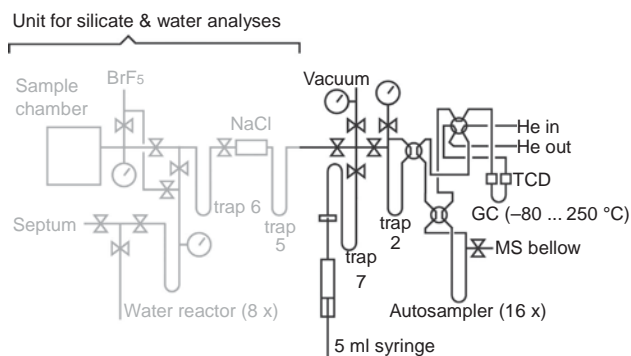 Unit for silicate & water analyses
Sample
chamber
BrF5
NaCl
Vacuum
He in
He out
TCD
GC (–80 ... 250 °C)
trap 6
trap
5
trap
2
trap
7
Septum
MS bellow
Water reactor (8 x)
Autosampler (16 x)
5 ml syringe